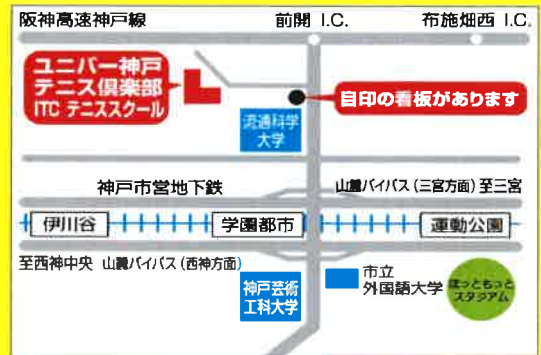 阪神高速神戸線
前開 I.C.
布施畑西 I.C.
ユニバー神戸
テニス倶楽部
ITC テニススクール
目印の看板があります
流通科学
大学
神戸市営地下鉄
山麓バイパス（三宮方面）至三宮
伊川谷
学園都市
運動公園
至西神中央 山麓バイパス（西神方面）
神戸芸術
工科大学
市立
外国語大学
ほっともっと
スタジアム